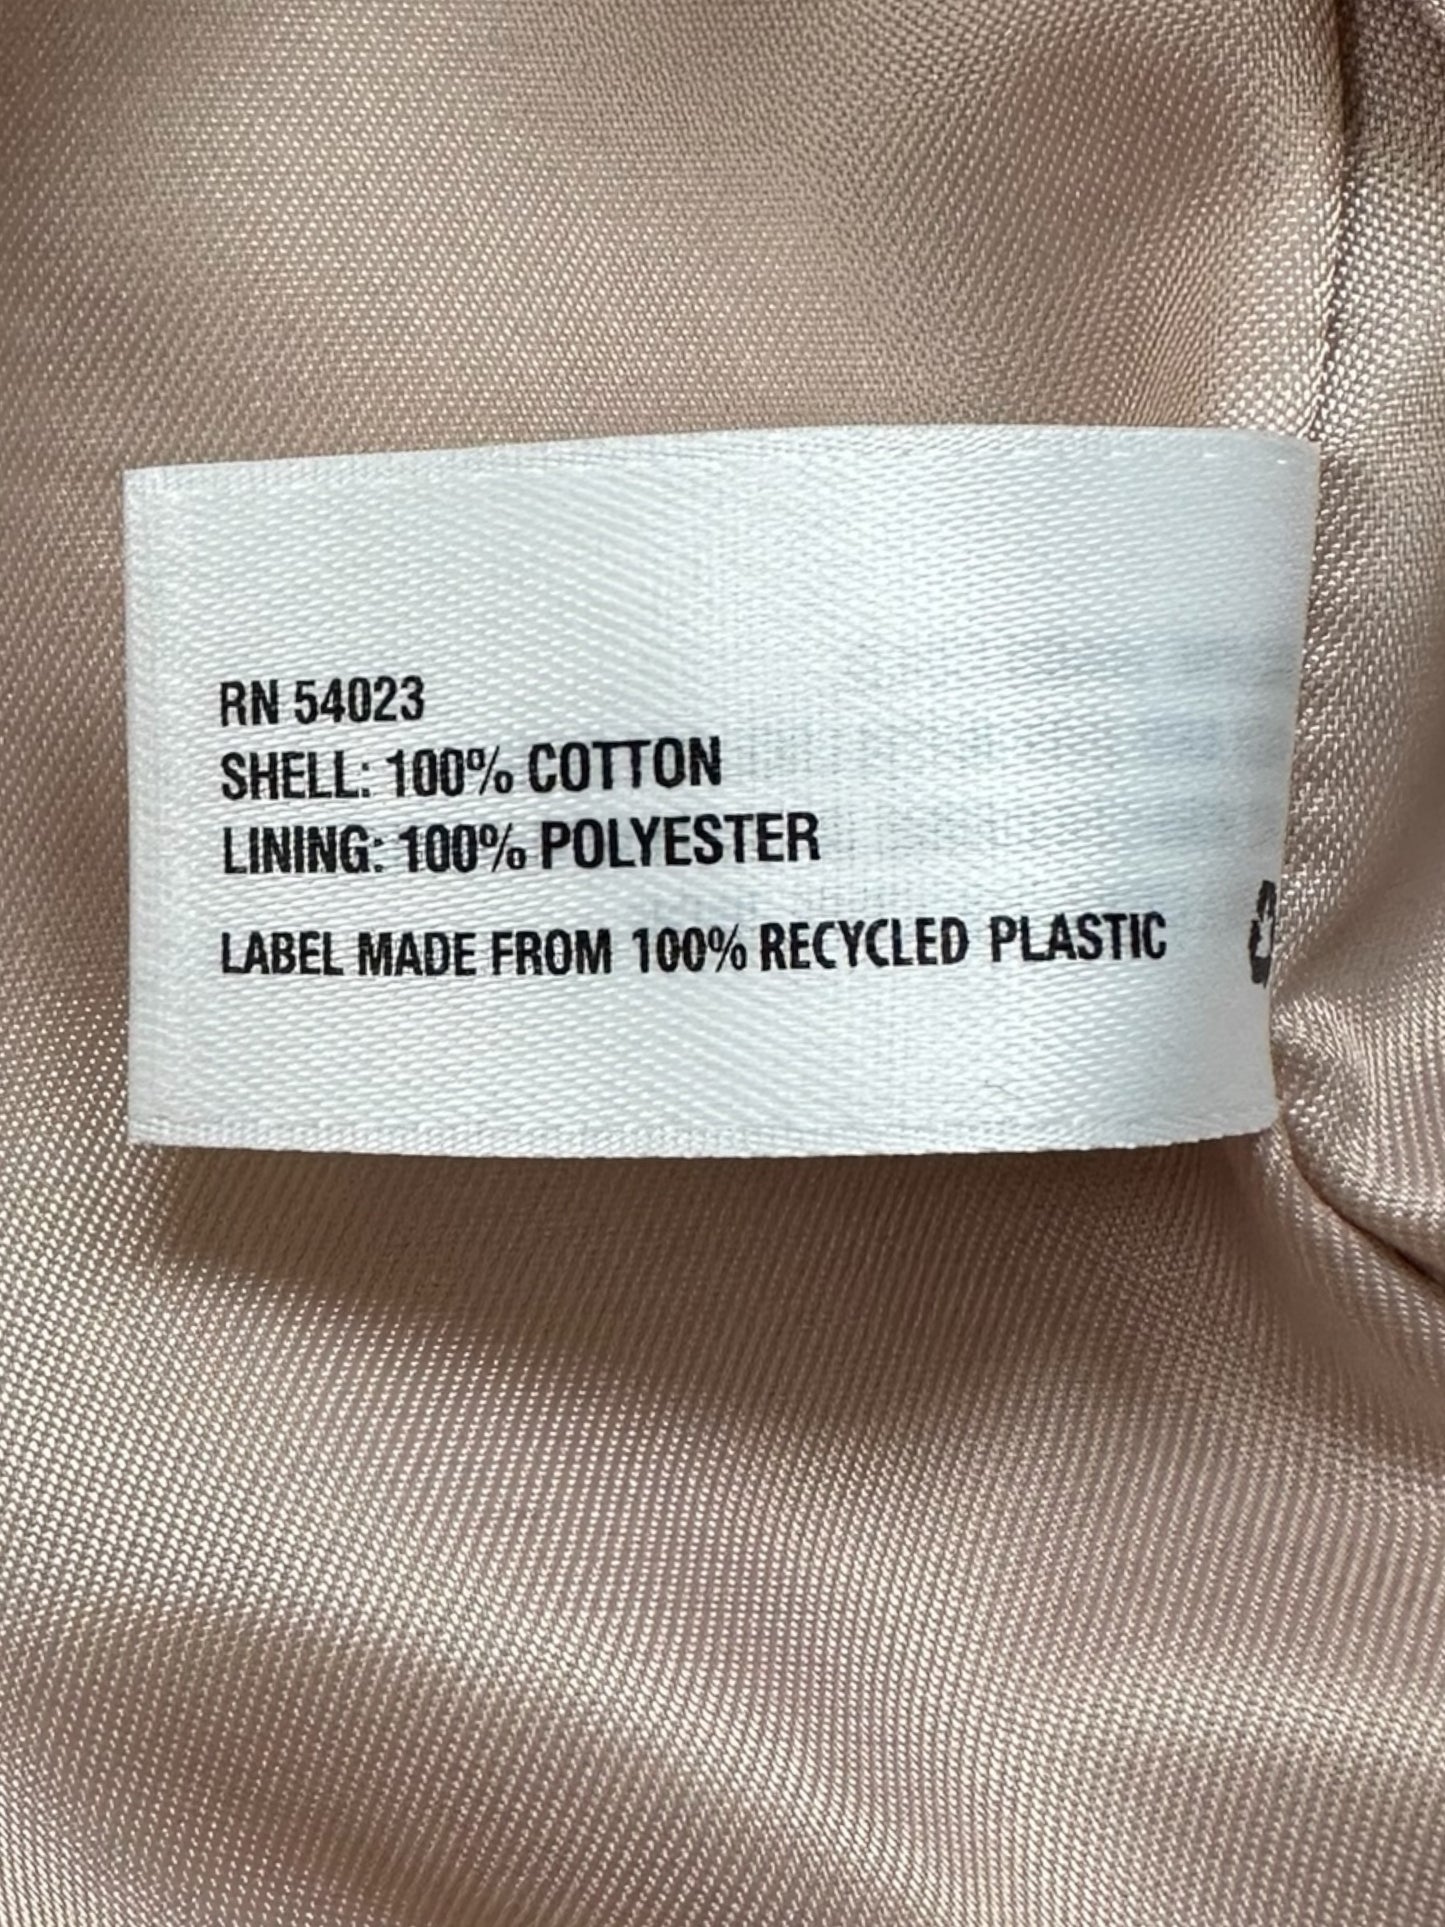 RN 54023
SHELL: 100% COTTON
LINING: 100% POLYESTER
LABEL MADE FROM 100% RECYCLED PLASTIC